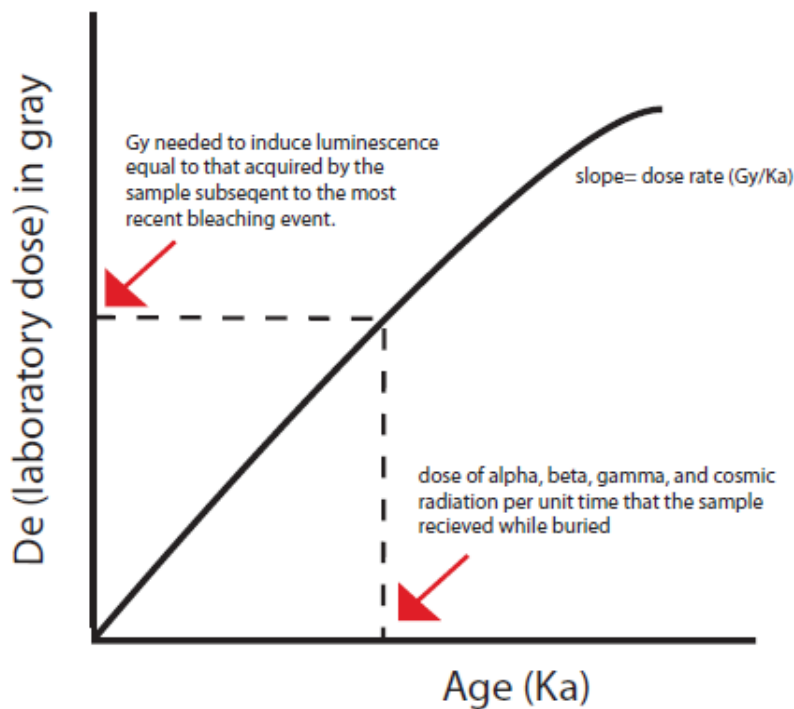 De (laboratory dose) in gray
Gy needed to induce luminescence
equal to that acquired by the
sample subseqent to the most
recent bleaching event.
slope= dose rate (Gy/Ka)
dose of alpha, beta, gamma, and cosmic
radiation per unit time that the sample
recieved while buried
Age (Ka)